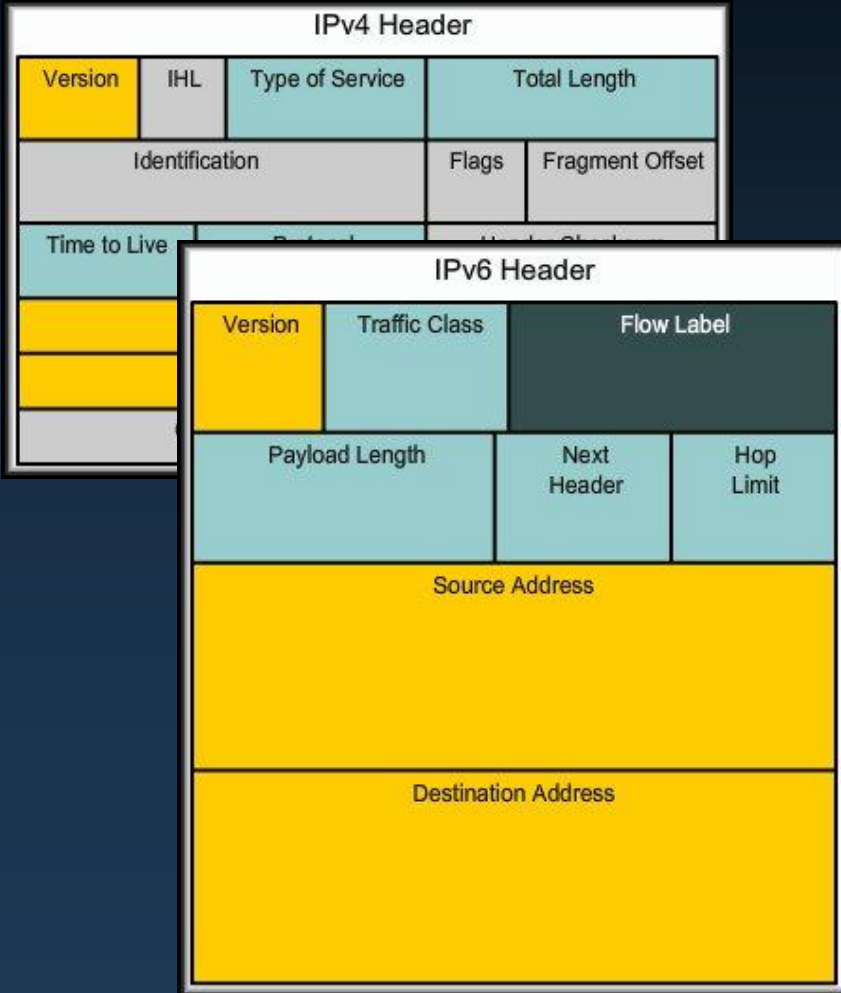 IPv4 Header
Version IHL Type of Service Total Length
Identification Flags Fragment Offset
Time to Live
IPv6 Header
Version Traffic Class Flow Label
Payload Length Next Header Hop Limit
Source Address
Destination Address